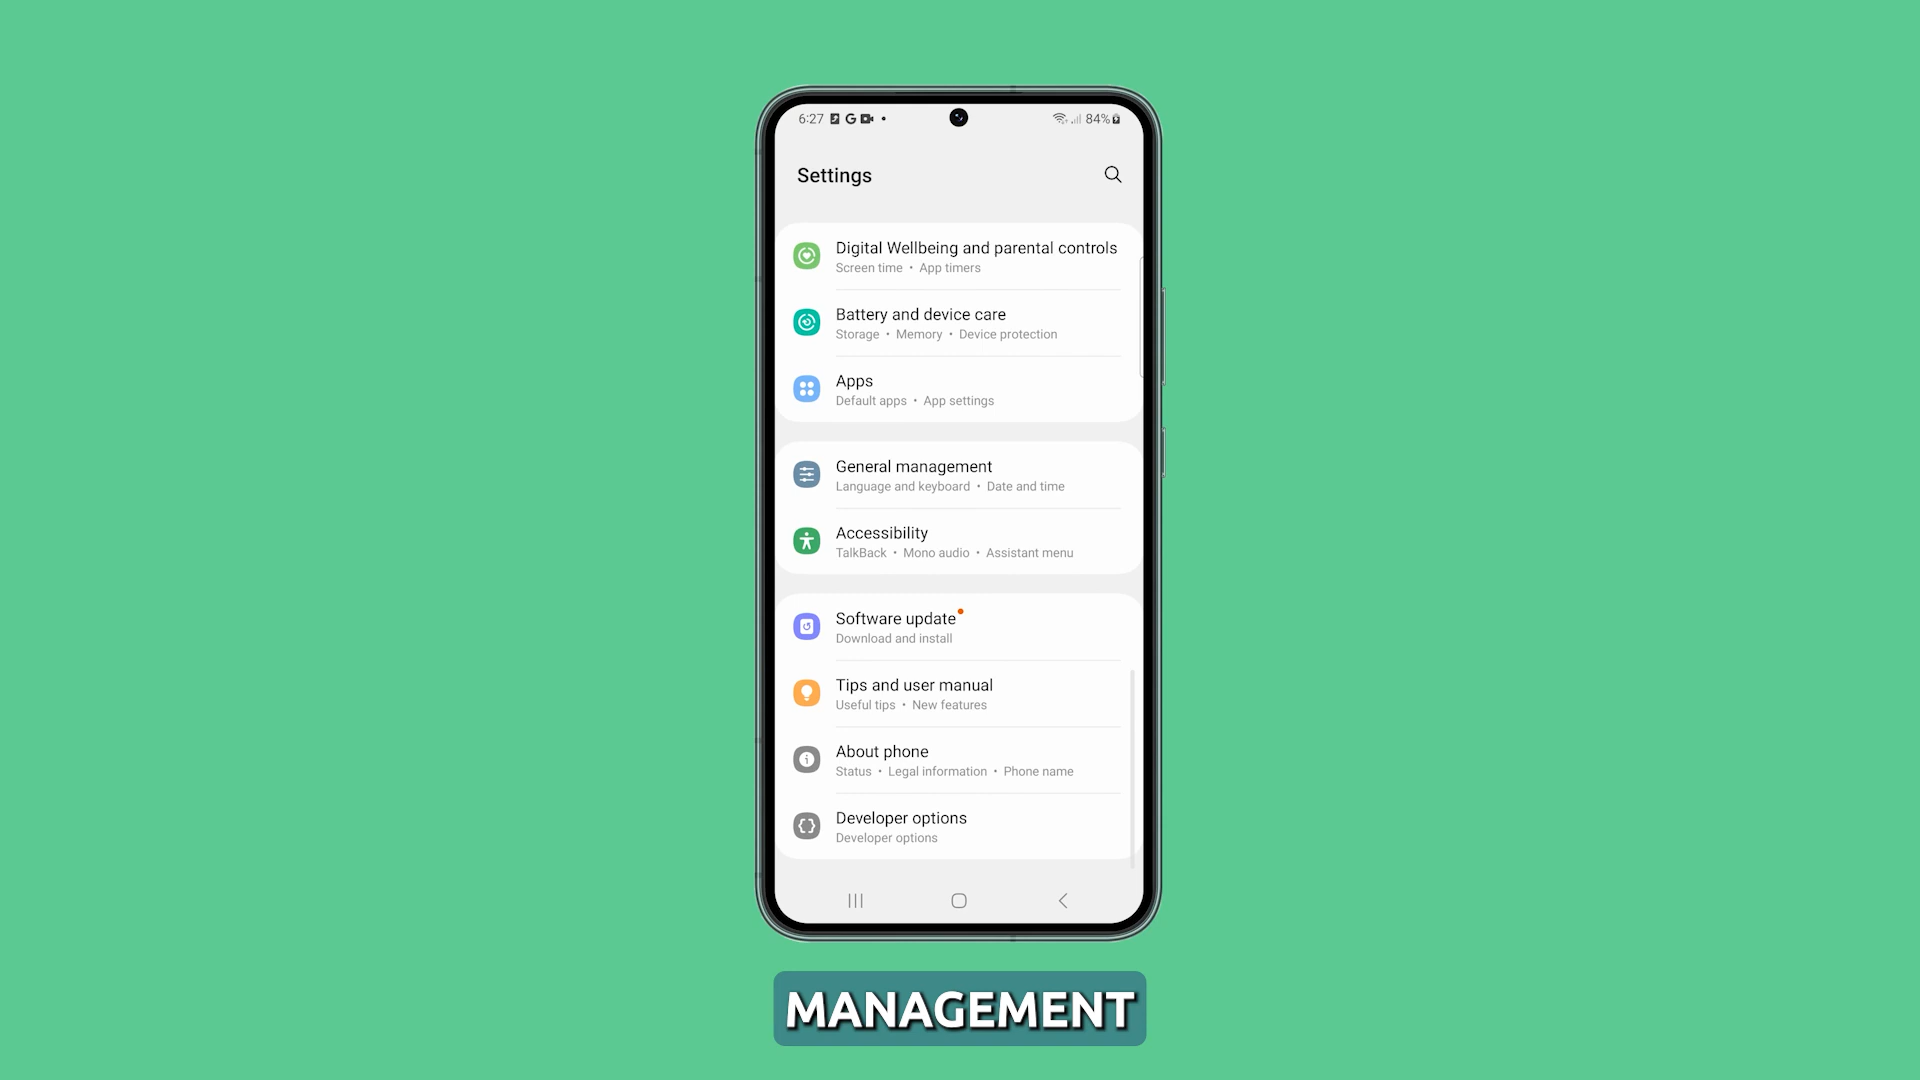 6:27 84%
Settings
Digital Wellbeing and parental controls
Screen time • App timers
Battery and device care
Storage • Memory • Device protection
Apps
Default apps • App settings
General management
Language and keyboard • Date and time
Accessibility
TalkBack • Mono audio • Assistant menu
Software update
Download and install
Tips and user manual
Useful tips • New features
About phone
Status • Legal information • Phone name
Developer options
Developer options
MANAGEMENT